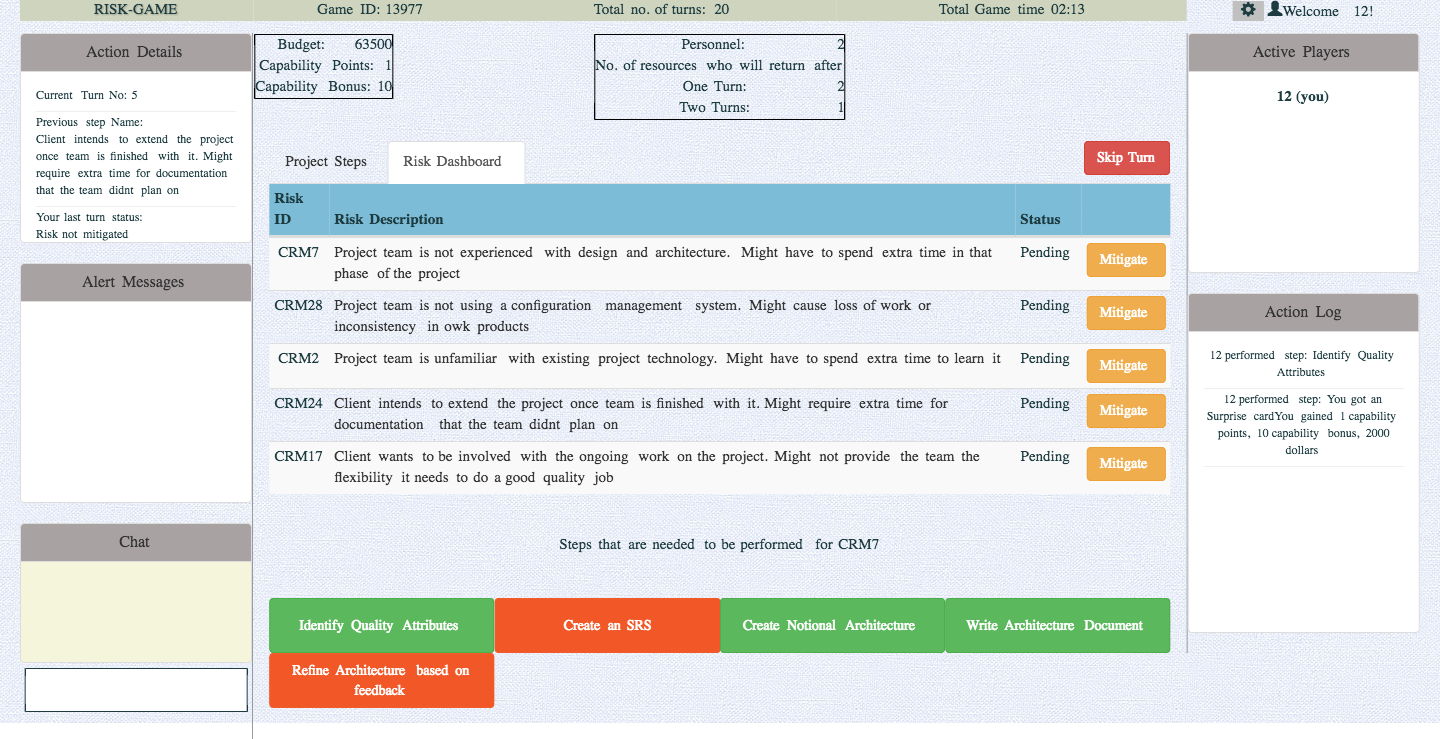 RISK-GAME
Game ID: 13977
Total no. of turns: 20
Total Game time 02:13
Welcome 12!
Action Details
Current Turn No: 5
Previous step Name:
Client intends to extend the project
once team is finished with it. Might
require extra time for documentation
that the team didnt plan on
Your last turn status:
Risk not mitigated
Alert Messages
Chat
Budget: 63500
Capability Points: 1
Capability Bonus: 10
Personnel: 2
No. of resources who will return after
One Turn: 2
Two Turns: 1
Project Steps
Risk Dashboard
Skip Turn
Risk
ID
Risk Description
Status
CRM7
Project team is not experienced with design and architecture. Might have to spend extra time in that
phase of the project
Pending
Mitigate
CRM28
Project team is not using a configuration management system. Might cause loss of work or
inconsistency in owk products
Pending
Mitigate
CRM2
Project team is unfamiliar with existing project technology. Might have to spend extra time to learn it
Pending
Mitigate
CRM24
Client intends to extend the project once team is finished with it. Might require extra time for
documentation that the team didnt plan on
Pending
Mitigate
CRM17
Client wants to be involved with the ongoing work on the project. Might not provide the team the
flexibility it needs to do a good quality job
Pending
Mitigate
Steps that are needed to be performed for CRM7
Identify Quality Attributes
Create an SRS
Create Notional Architecture
Write Architecture Document
Refine Architecture based on
feedback
Active Players
12 (you)
Action Log
12 performed step: Identify Quality
Attributes
12 performed step: You got an
Surprise cardYou gained 1 capability
points, 10 capability bonus, 2000
dollars